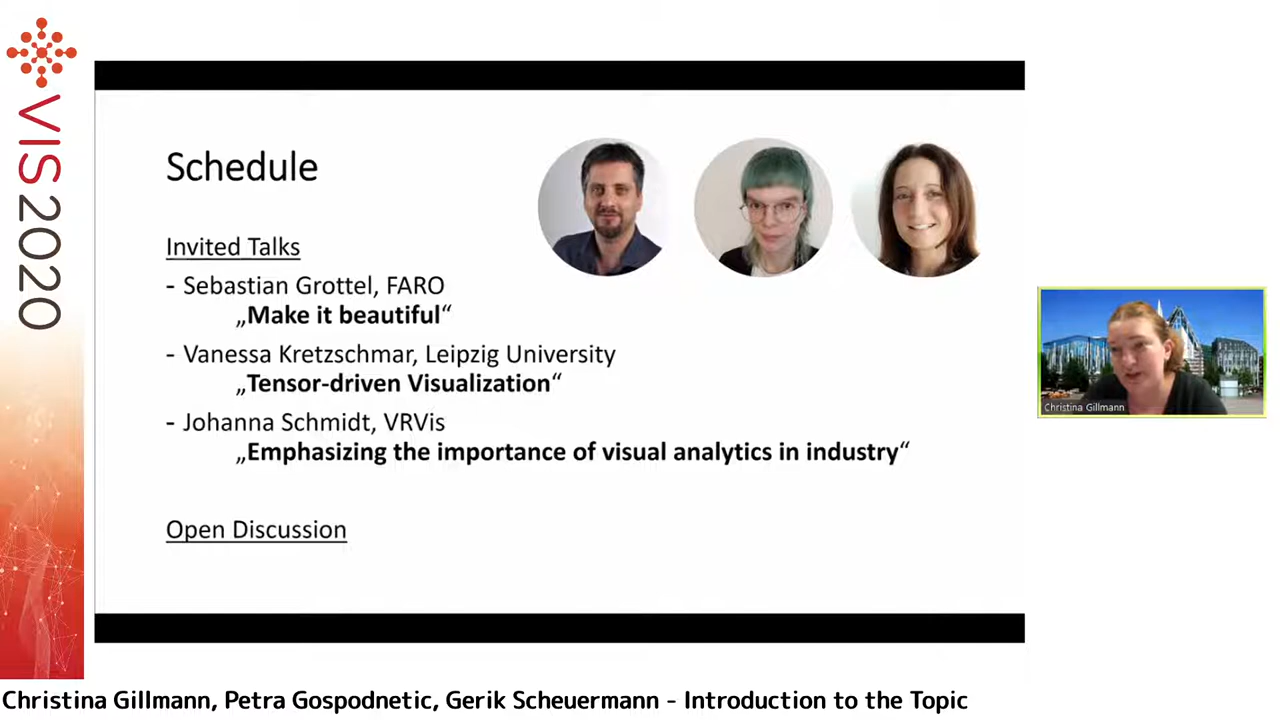 VIS2020
Schedule
Invited Talks
- Sebastian Grottel, FARO
„Make it beautiful“
- Vanessa Kretzschmar, Leipzig University
„Tensor-driven Visualization“
- Johanna Schmidt, VRVis
„Emphasizing the importance of visual analytics in industry“
Open Discussion
Christina Gillmann
Christina Gillmann, Petra Gospodnetic, Gerik Scheuermann - Introduction to the Topic